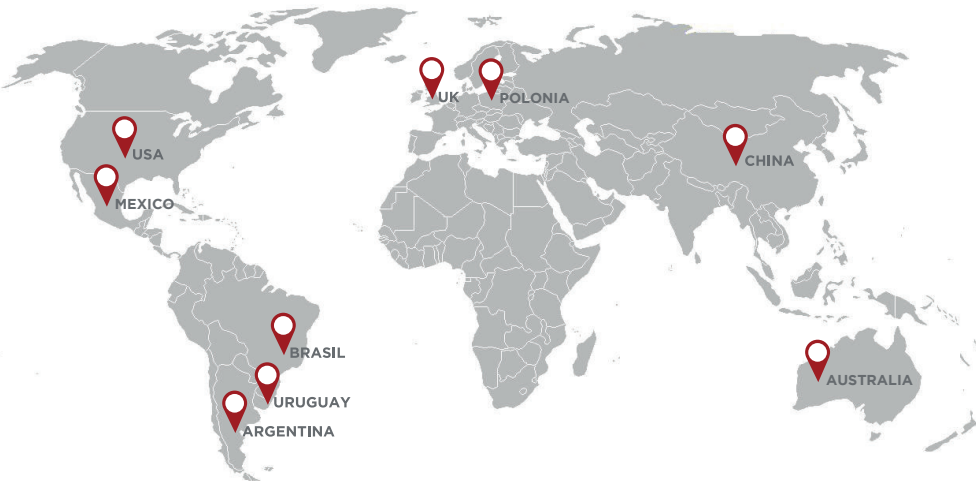 UK
POLONIA
USA
CHINA
MEXICO
BRASIL
AUSTRALIA
URUGUAY
ARGENTINA